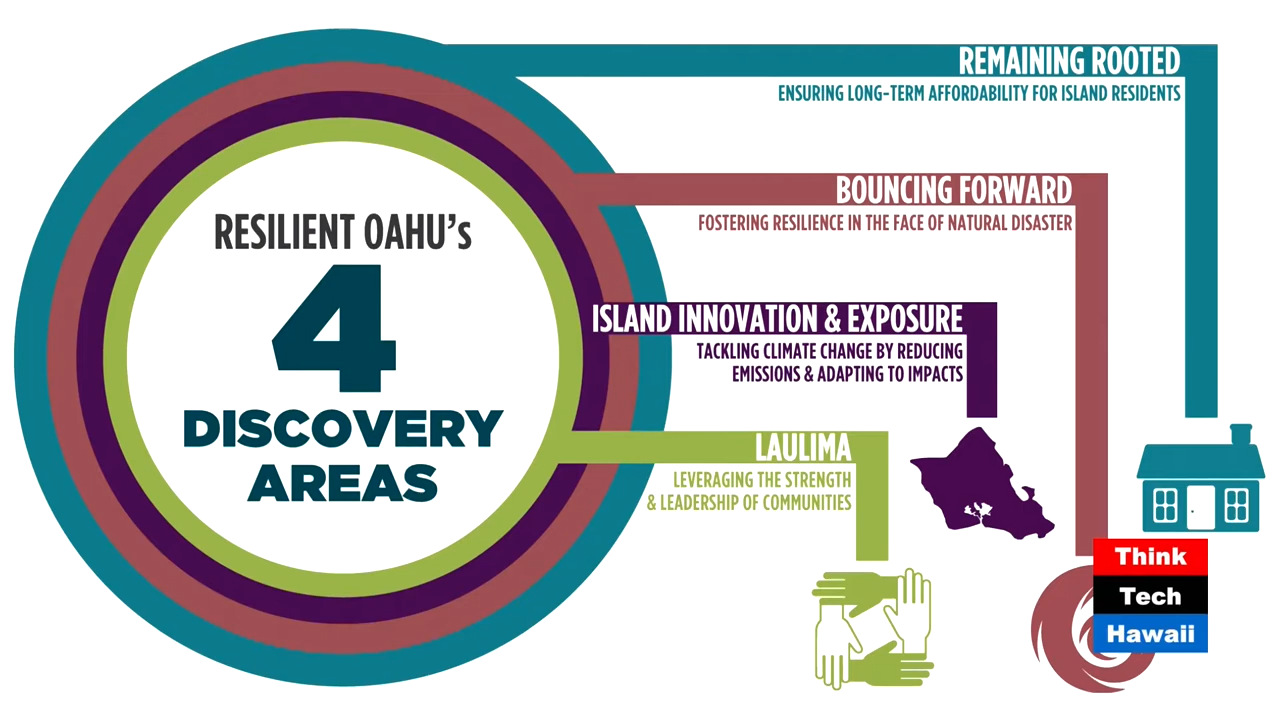 RESILIENT OAHU's
4
DISCOVERY
AREAS
REMAINING ROOTED
ENSURING LONG-TERM AFFORDABILITY FOR ISLAND RESIDENTS
BOUNCING FORWARD
FOSTERING RESILIENCE IN THE FACE OF NATURAL DISASTER
ISLAND INNOVATION & EXPOSURE
TACKLING CLIMATE CHANGE BY REDUCING
EMISSIONS & ADAPTING TO IMPACTS
LAULIMA
LEVERAGING THE STRENGTH
& LEADERSHIP OF COMMUNITIES
Think
Tech
Hawaii